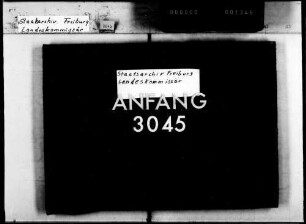 Staatsarchiv Freiburg
Landeskommissär
Staatsarchiv Freiburg
Landeskommissär
ANFANG
3045